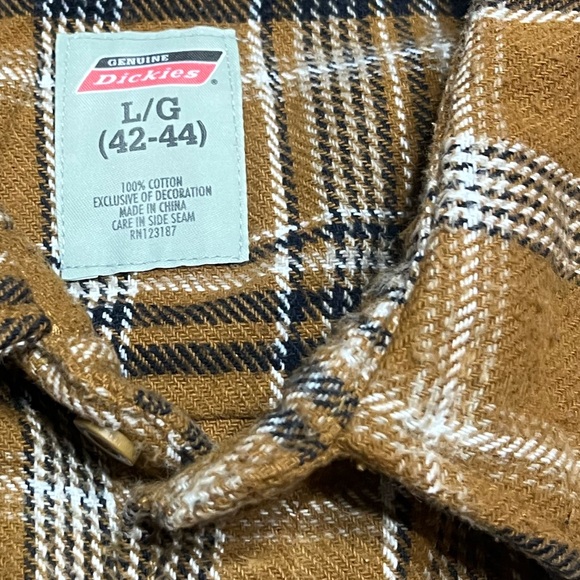 GENUINE
Dickies®
L/G
(42-44)
100% COTTON
EXCLUSIVE OF DECORATION
MADE IN CHINA
CARE IN SIDE SEAM
RN123187